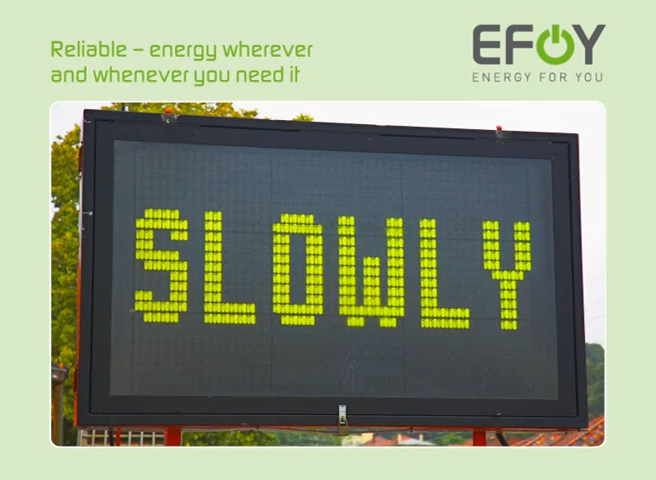 Reliable – energy wherever
and whenever you need it
EFOY
ENERGY FOR YOU
SLOWLY